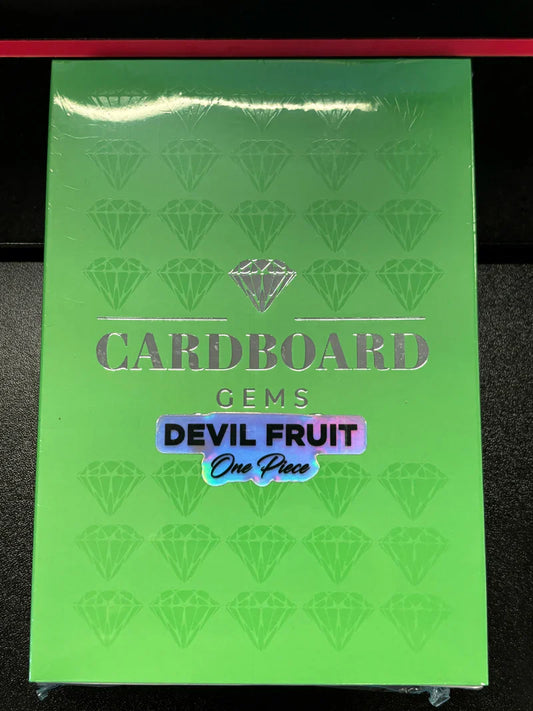 CARDBOARD
GEMS
DEVIL FRUIT
One Piece